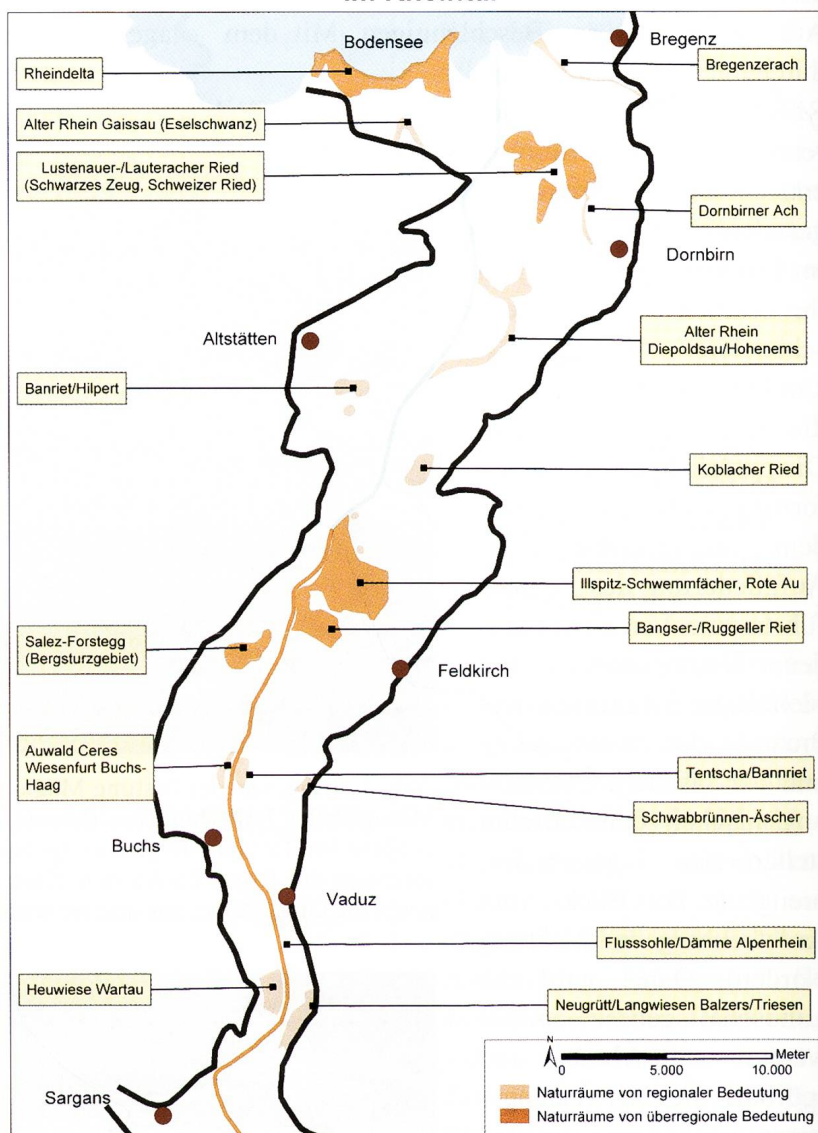 Bodensee
Bregenz
Rheindelta
Bregenzerach
Alter Rhein Gaissau (Eselschwanz)
Lustenauer-/Lauteracher Ried
(Schwarzes Zeug, Schweizer Ried)
Dornbirner Ach
Dornbirn
Altstätten
Alter Rhein
Diepoldsau/Hohenems
Banriet/Hilpert
Koblacher Ried
Illspitz-Schwemmfächer, Rote Au
Bangser-/Ruggeller Riet
Salez-Forstegg
(Bergsturzgebiet)
Feldkirch
Auwald Ceres
Wiesenfurt Buchs-
Haag
Tentscha/Bannriet
Schwabbrünnen-Äscher
Buchs
Vaduz
Flusssohle/Dämme Alpenrhein
Heuwiese Wartau
Neugrütt/Langwiesen Balzers/Triesen
N
Meter
0 5.000 10.000
Sargans
Naturräume von regionaler Bedeutung
Naturräume von überregionale Bedeutung